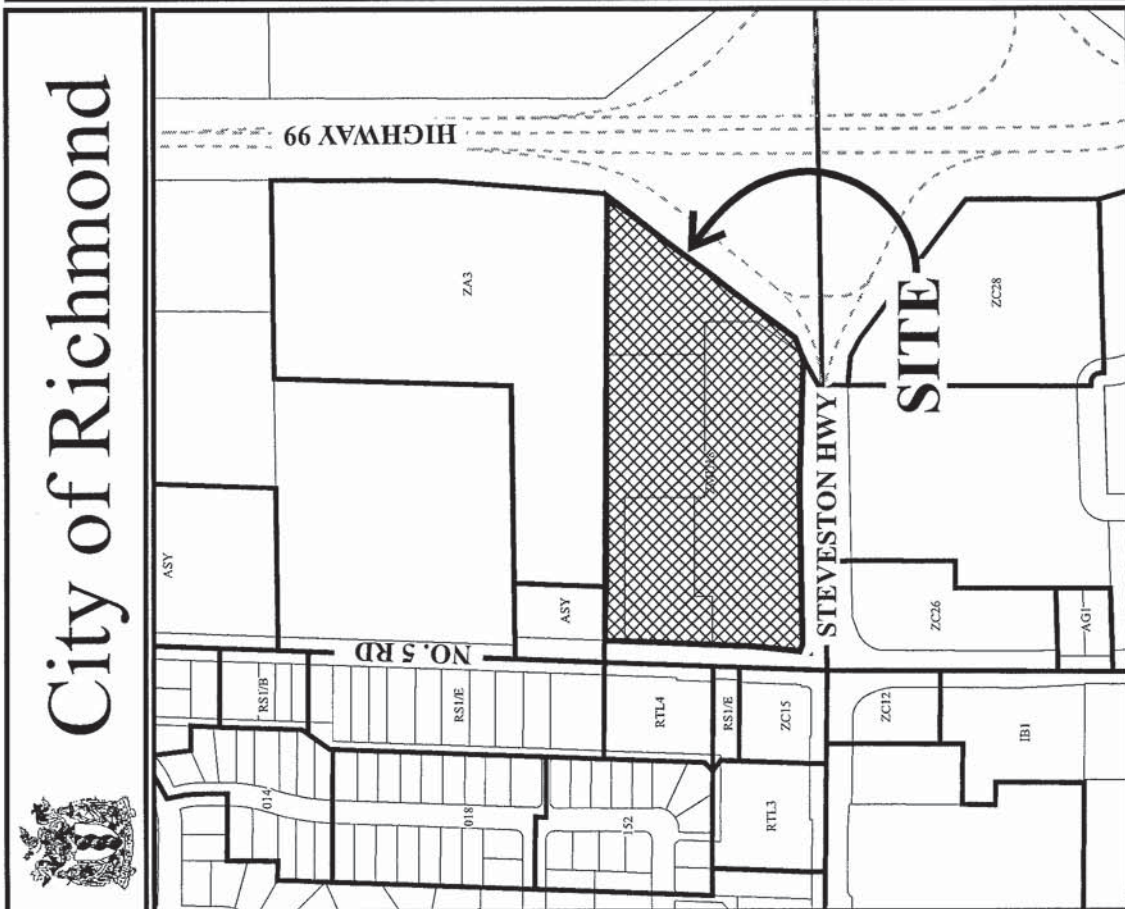 City of Richmond
HIGHWAY 99
ZA3
ASY
ASY
NO. 5 RD
RS1/B
RS1/E
014
018
152
RTL4
RS1/E
ZC15
RTL3
STEVESTON HWY
SITE
ZC28
ZC26
AG1
ZC12
IB1